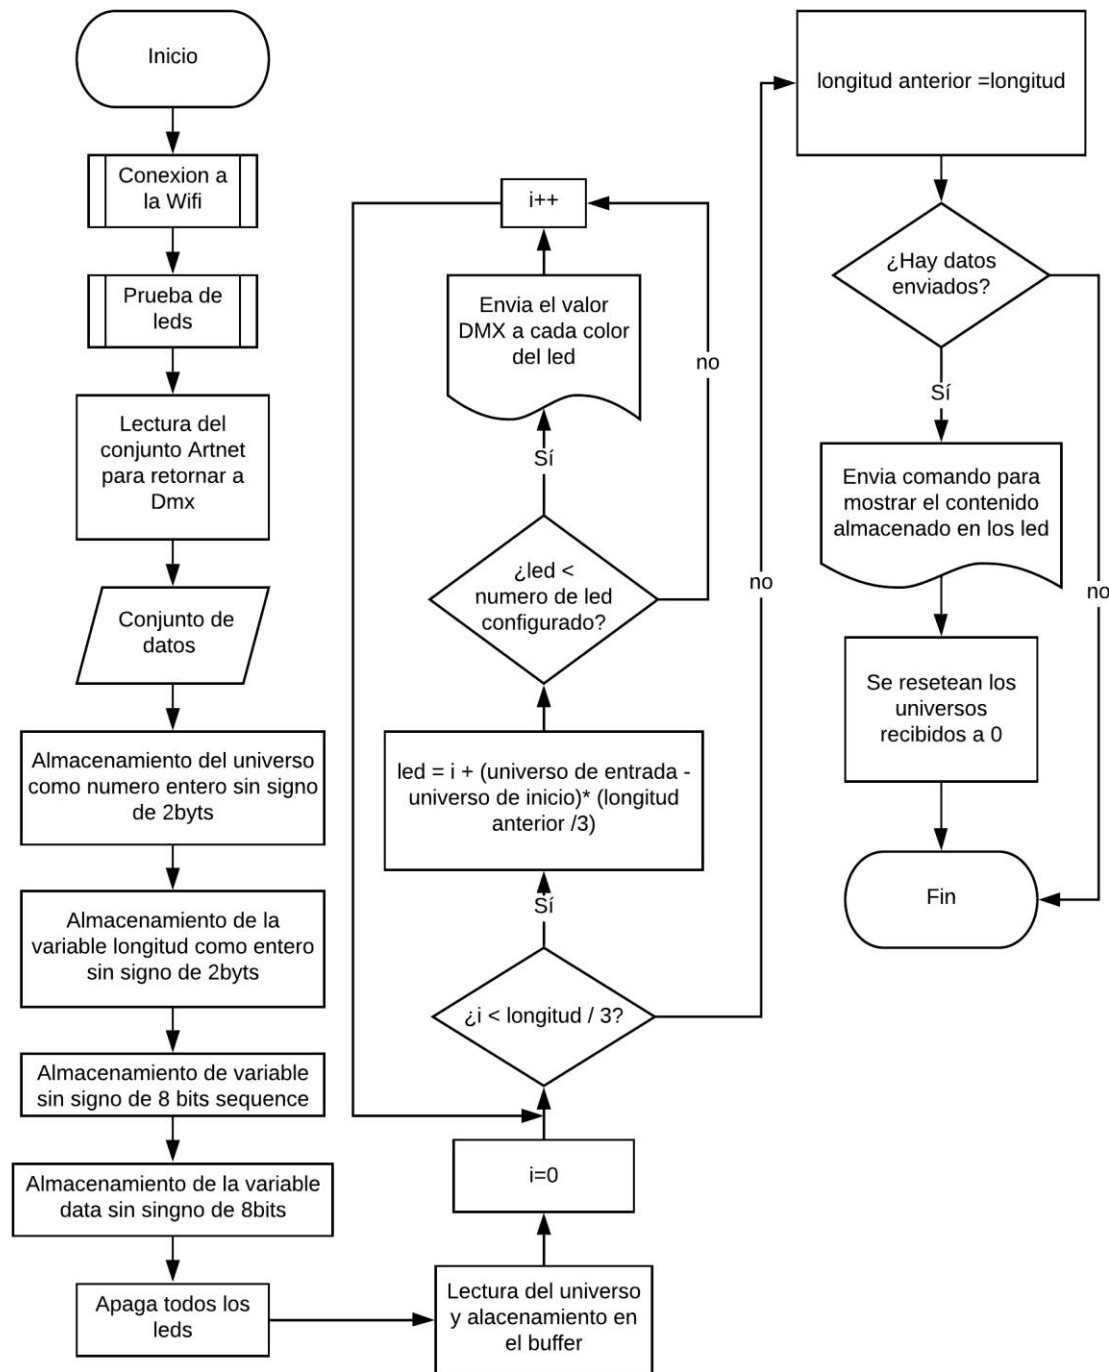 Inicio
Conexion a
la Wifi
Prueba de
leds
Lectura del
conjunto Artnet
para retornar a
Dmx
Conjunto de
datos
Almacenamiento del universo
como numero entero sin signo
de 2byts
Almacenamiento de la
variable longitud como entero
sin signo de 2byts
Almacenamiento de variable
sin signo de 8 bits sequence
Almacenamiento de la variable
data sin singno de 8bits
Apaga todos los
leds
Lectura del universo
y alacenamiento en
el buffer
i=0
¿i < longitud / 3?
Sí
no
led = i + (universo de entrada -
universo de inicio)* (longitud
anterior /3)
¿led <
numero de led
configurado?
Sí
no
Envia el valor
DMX a cada color
del led
i++
longitud anterior =longitud
¿Hay datos
enviados?
Sí
no
Envia comando para
mostrar el contenido
almacenado en los led
Se resetean los
universos
recibidos a 0
Fin